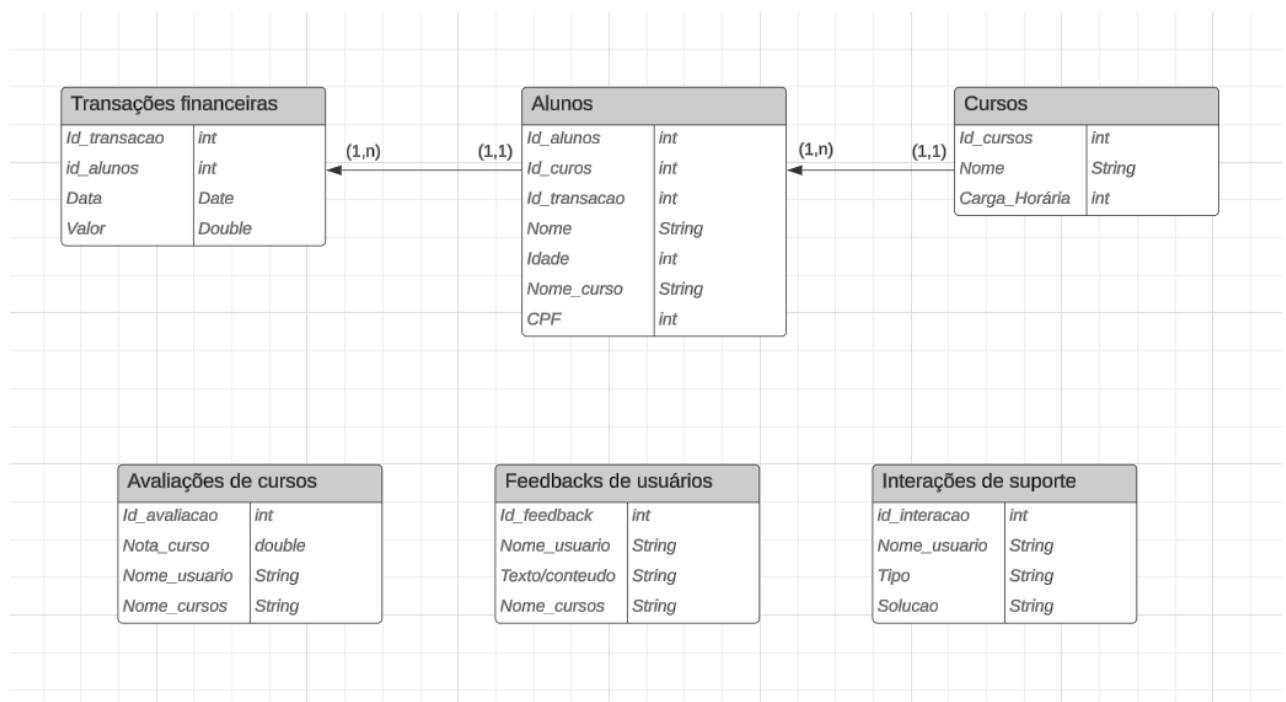 Transações financeiras
Id_transacao int
id_alunos int
Data Date
Valor Double
(1,n)
(1,1)
Alunos
Id_alunos int
Id_curos int
Id_transacao int
Nome String
Idade int
Nome_curso String
CPF int
(1,n)
(1,1)
Cursos
Id_cursos int
Nome String
Carga_Horária int
Avaliações de cursos
Id_avaliacao int
Nota_curso double
Nome_usuario String
Nome_cursos String
Feedbacks de usuários
Id_feedback int
Nome_usuario String
Texto/conteudo String
Nome_cursos String
Interações de suporte
id_interacao int
Nome_usuario String
Tipo String
Solucao String